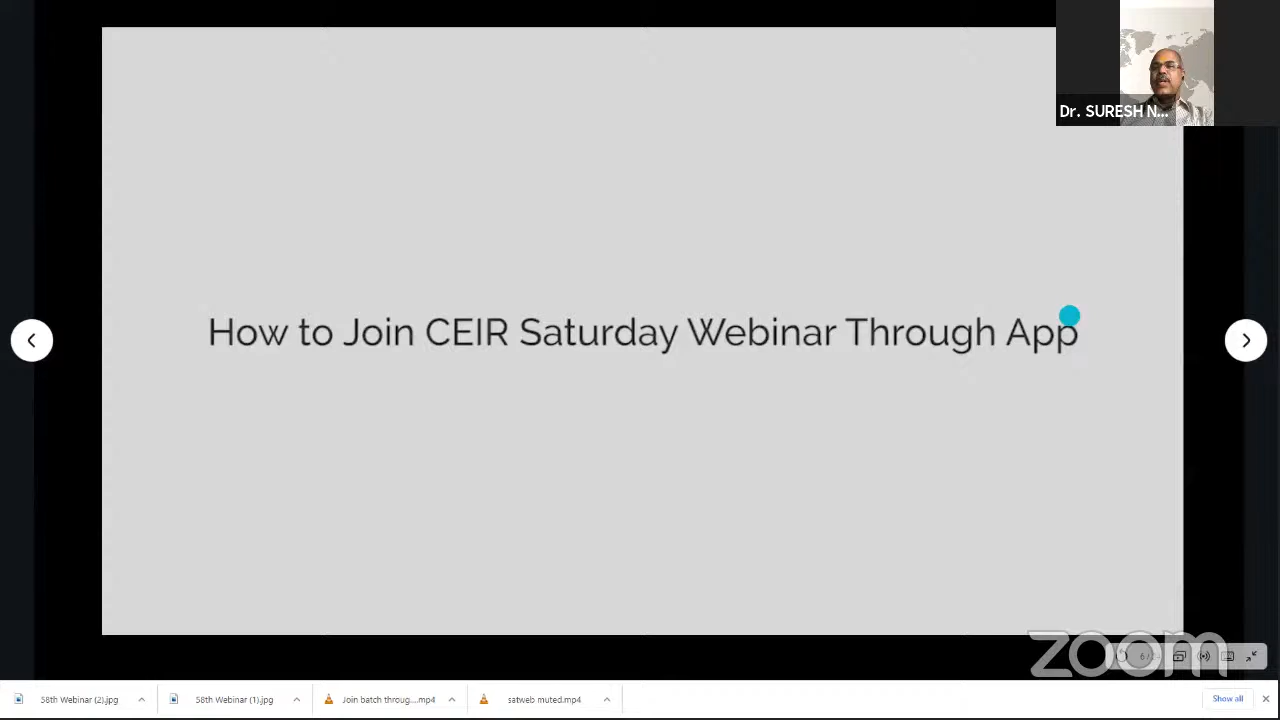 Dr. SURESH N...
How to Join CEIR Saturday Webinar Through App
zoom
58th Webinar (2).jpg
58th Webinar (1).jpg
Join batch throug....mp4
satweb muted.mp4
Show all